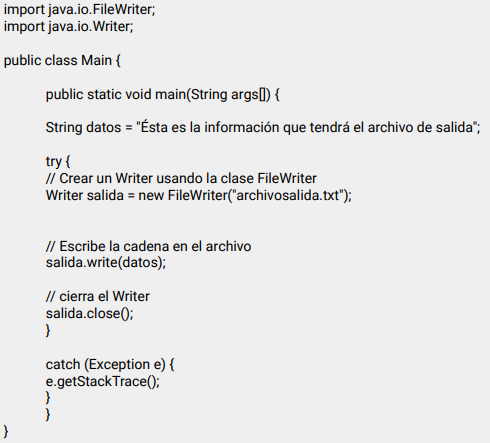 import java.io.FileWriter;
import java.io.Writer;
public class Main {
public static void main(String args[]) {
String datos = "Ésta es la información que tendrá el archivo de salida";
try {
// Crear un Writer usando la clase FileWriter
Writer salida = new FileWriter("archivosalida.txt");
// Escribe la cadena en el archivo
salida.write(datos);
// cierra el Writer
salida.close();
}
catch (Exception e) {
e.getStackTrace();
}
}
}